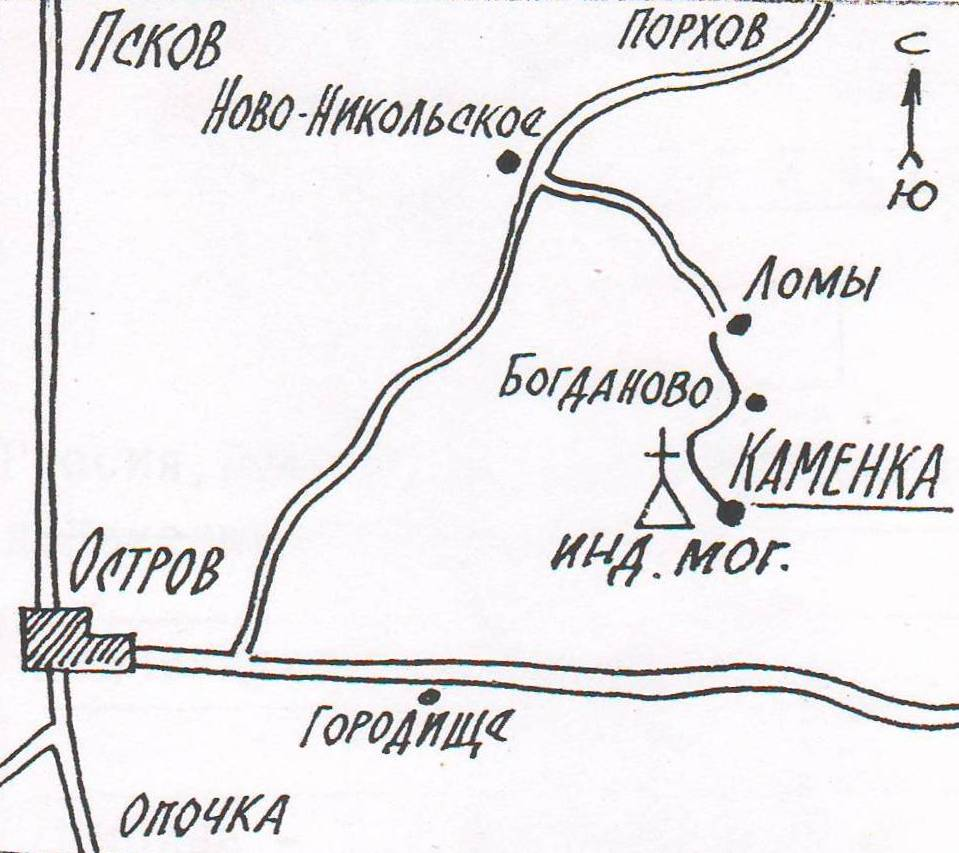 Псков
Порхов
С
Ново-Никольское
Ю
Ломы
Богданово
Каменка
Остров
инд. мог.
Городища
Опочка